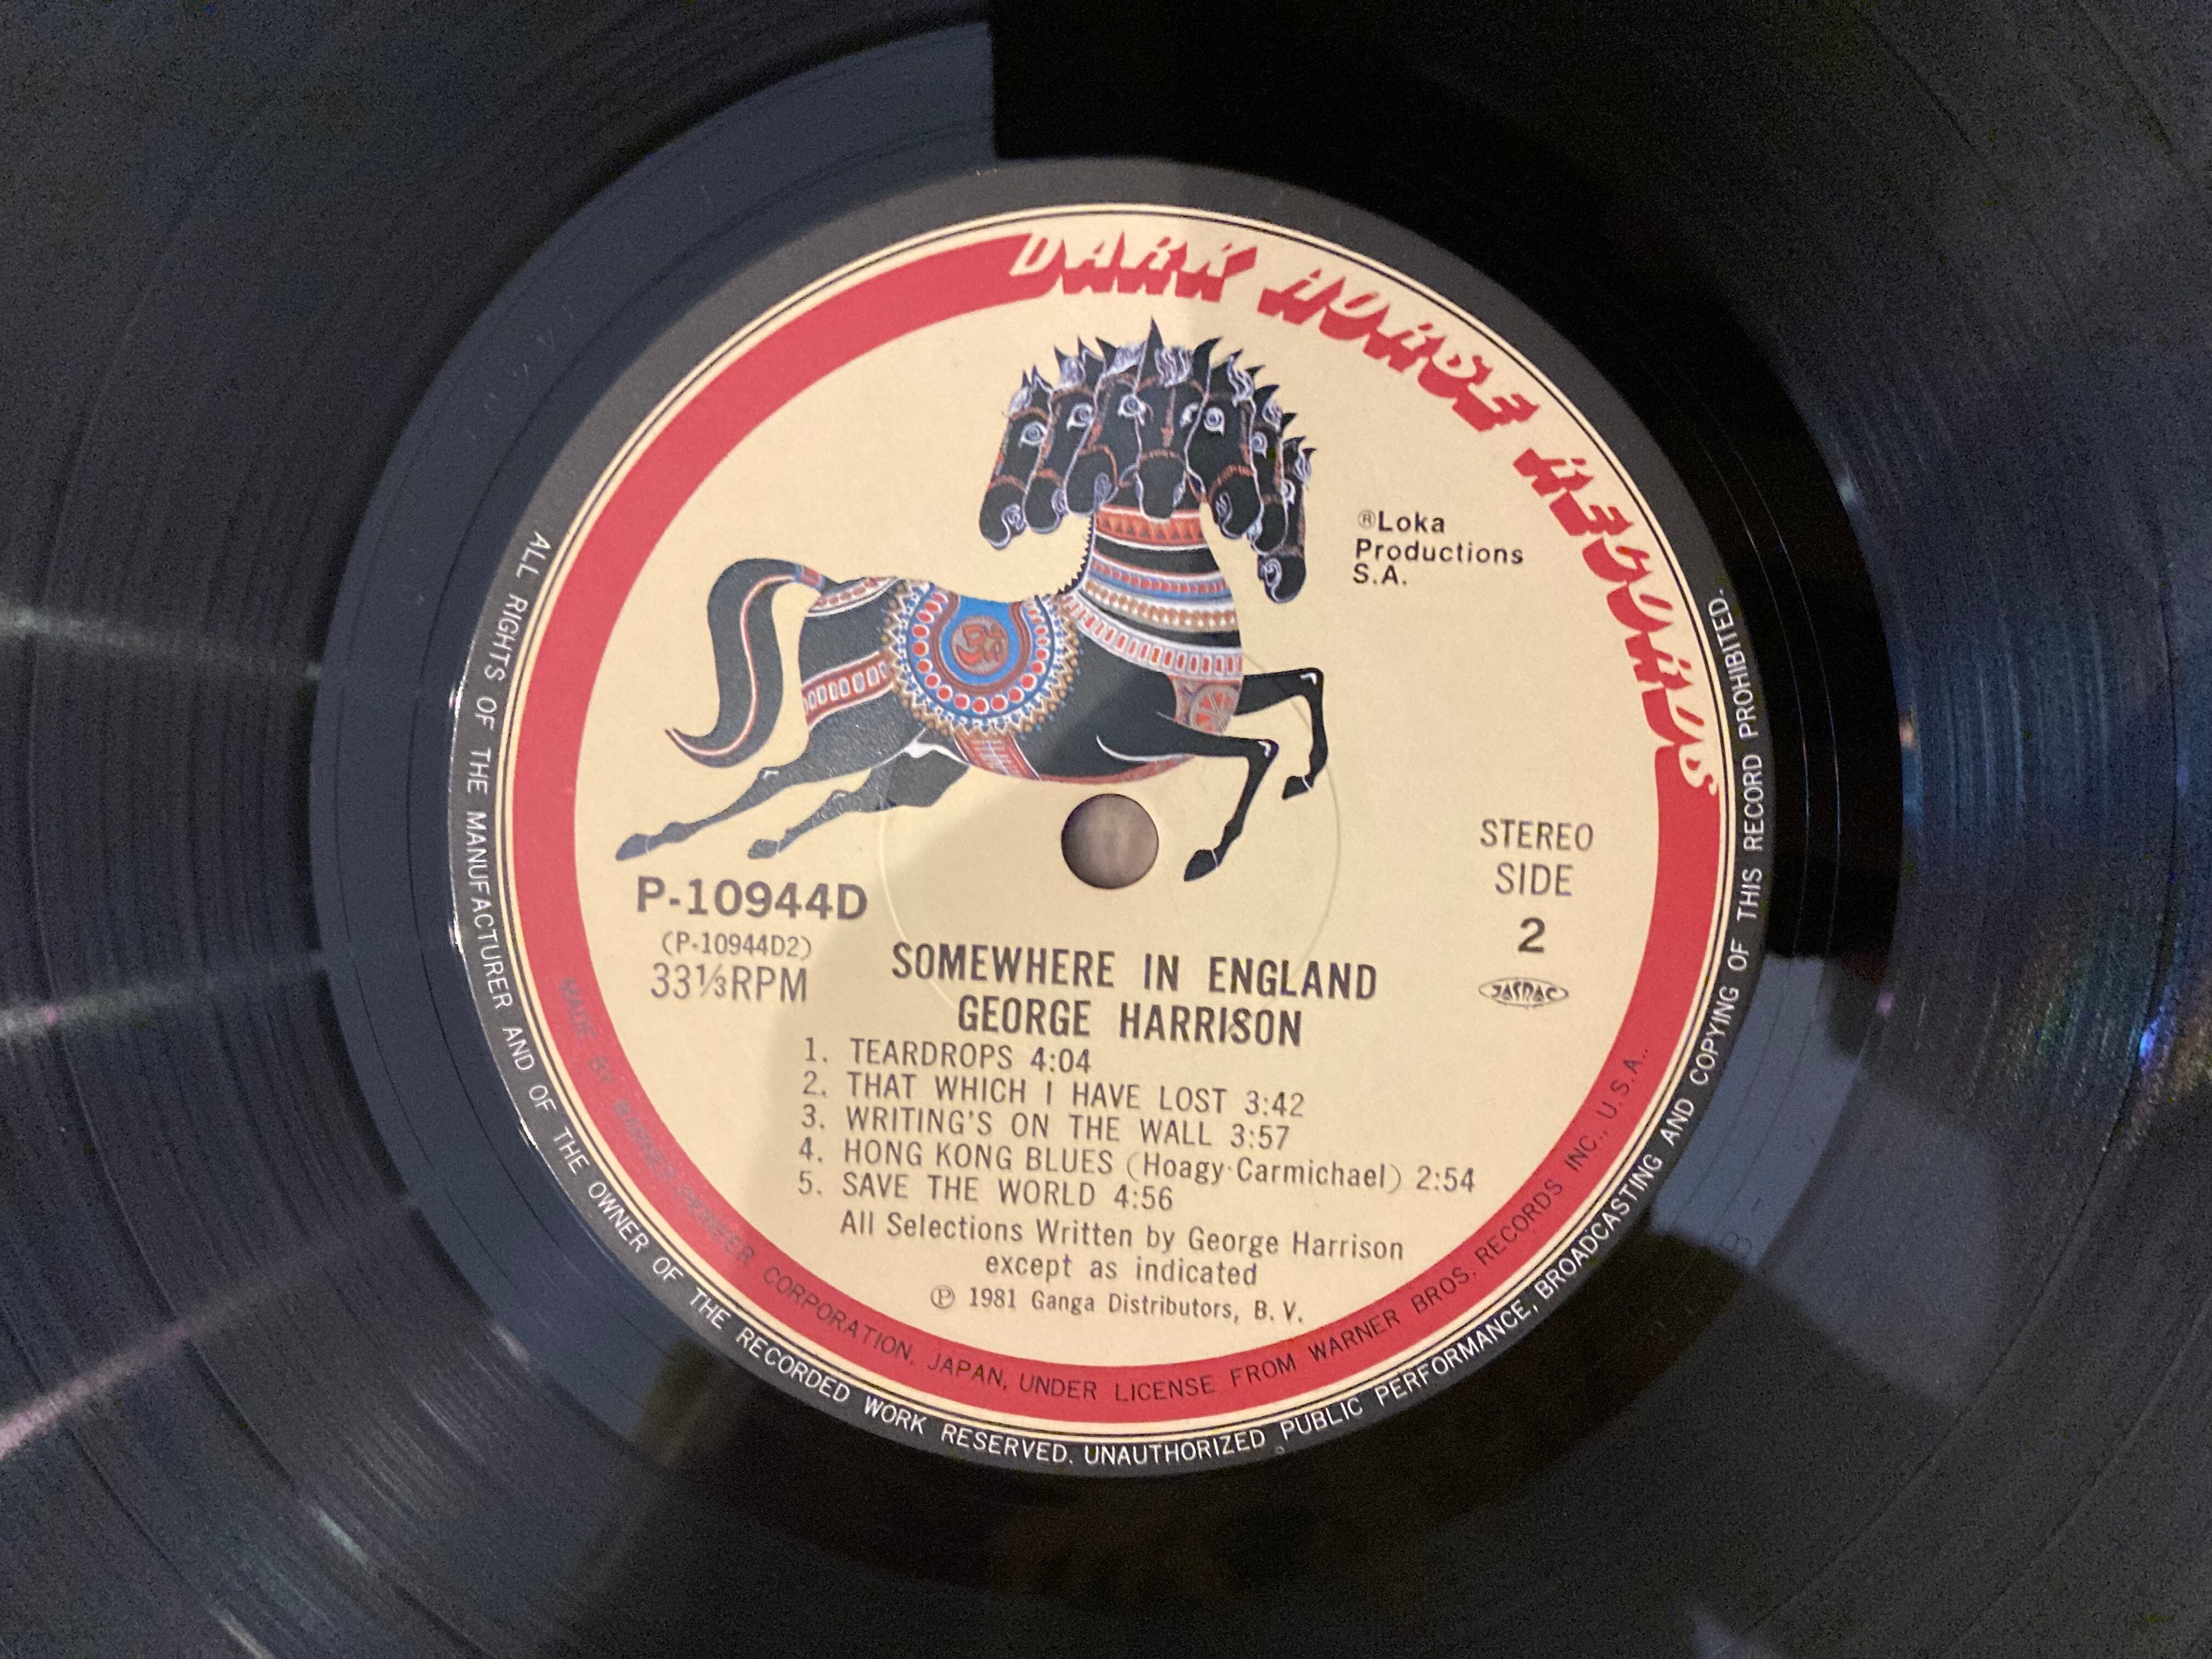 DARK HORSE RECORDS
®Loka
Productions
S.A.
STEREO
SIDE
2
JASRAC
P-10944D
(P-10944D2)
33⅓RPM
SOMEWHERE IN ENGLAND
GEORGE HARRISON
1. TEARDROPS 4:04
2. THAT WHICH I HAVE LOST 3:42
3. WRITING'S ON THE WALL 3:57
4. HONG KONG BLUES (Hoagy·Carmichael) 2:54
5. SAVE THE WORLD 4:56
All Selections Written by George Harrison
except as indicated
℗ 1981 Ganga Distributors, B. V.
MADE BY WARNER-PIONEER CORPORATION, JAPAN, UNDER LICENSE FROM WARNER BROS. RECORDS INC., U.S.A..
ALL RIGHTS OF THE MANUFACTURER AND OF THE OWNER OF THE RECORDED WORK RESERVED. UNAUTHORIZED PUBLIC PERFORMANCE, BROADCASTING AND COPYING OF THIS RECORD PROHIBITED.